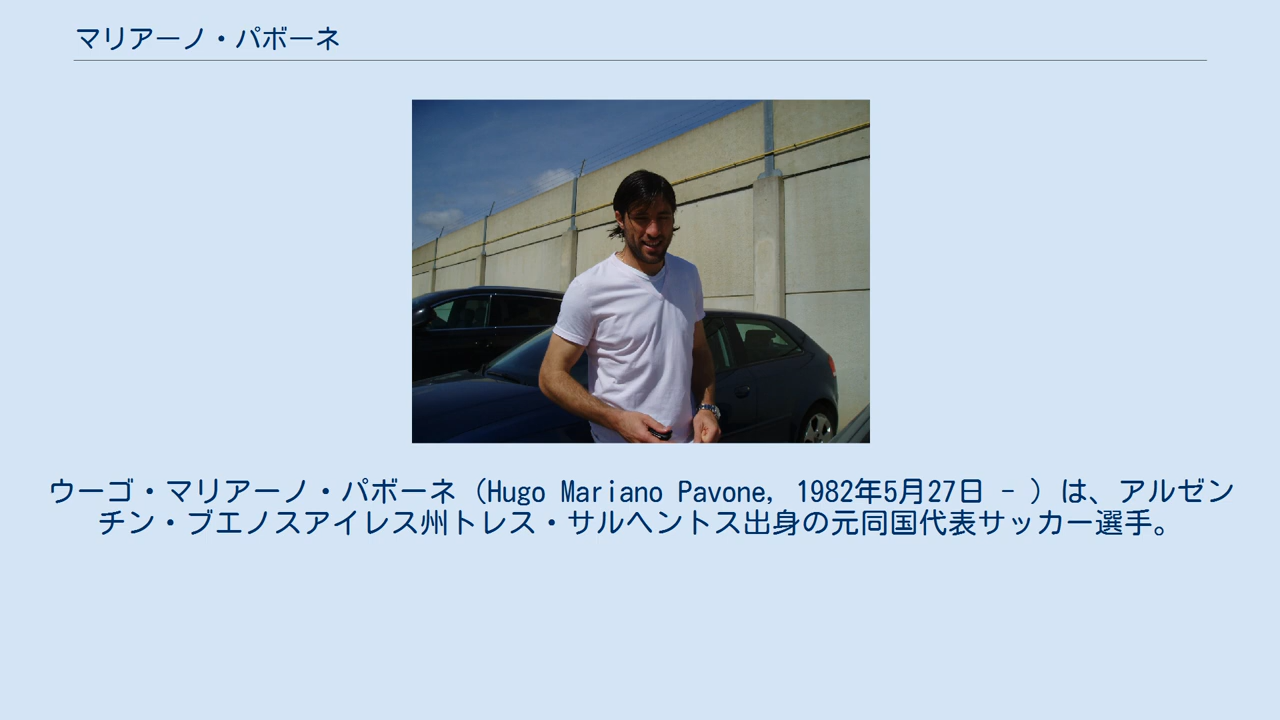 マリアーノ・パボーネ
ウーゴ・マリアーノ・パボーネ（Hugo Mariano Pavone, 1982年5月27日 - ）は、アルゼン
チン・ブエノスアイレス州トレス・サルヘントス出身の元同国代表サッカー選手。